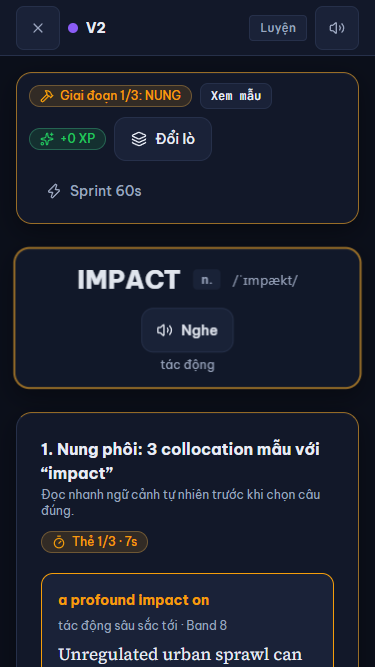 V2
Luyện
Giai đoạn 1/3: NUNG
Xem mẫu
+0 XP
Đổi lò
Sprint 60s
IMPACT n. /ˈɪmpækt/
Nghe
tác động
1. Nung phôi: 3 collocation mẫu với
“impact”
Đọc nhanh ngữ cảnh tự nhiên trước khi chọn câu
đúng.
Thẻ 1/3 · 7s
a profound impact on
tác động sâu sắc tới · Band 8
Unregulated urban sprawl can